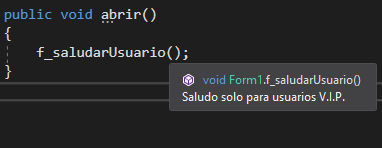 public void abrir()
{
f_saludarUsuario();
}
void Form1.f_saludarUsuario()
Saludo solo para usuarios V.I.P.